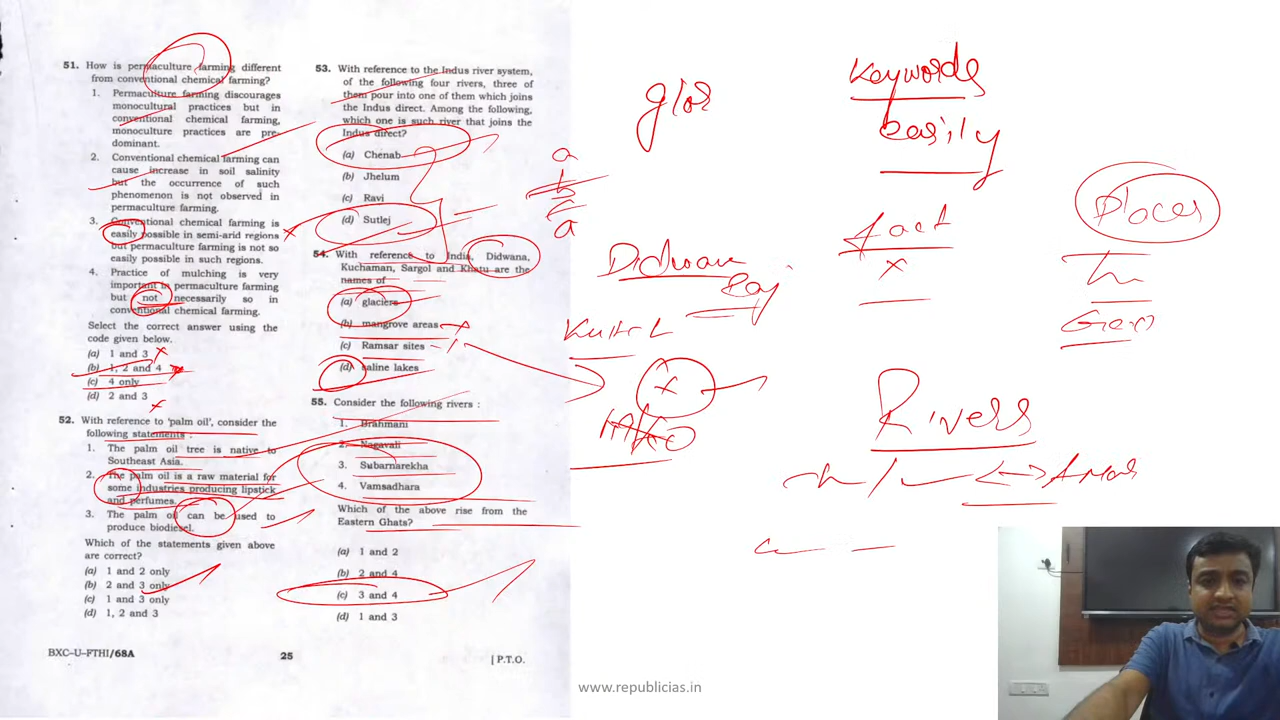 51. How is permaculture farming different
from conventional chemical farming?
1. Permaculture farming discourages
monocultural practices but in
conventional chemical farming,
monoculture practices are pre-
dominant.
2. Conventional chemical farming can
cause increase in soil salinity
but the occurrence of such
phenomenon is not observed in
permaculture farming.
3. Conventional chemical farming is
easily possible in semi-arid regions
but permaculture farming is not so
easily possible in such regions.
4. Practice of mulching is very
important in permaculture farming
but not necessarily so in
conventional chemical farming.
Select the correct answer using the
code given below.
(a) 1 and 3
(b) 1, 2 and 4
(c) 4 only
(d) 2 and 3
52. With reference to 'palm oil', consider the
following statements :
1. The palm oil tree is native to
Southeast Asia.
2. The palm oil is a raw material for
some industries producing lipstick
and perfumes.
3. The palm oil can be used to
produce biodiesel.
Which of the statements given above
are correct?
(a) 1 and 2 only
(b) 2 and 3 only
(c) 1 and 3 only
(d) 1, 2 and 3
53. With reference to the Indus river system,
of the following four rivers, three of
them pour into one of them which joins
the Indus direct. Among the following,
which one is such river that joins the
Indus direct?
(a) Chenab
(b) Jhelum
(c) Ravi
(d) Sutlej
54. With reference to India, Didwana,
Kuchaman, Sargol and Khatu are the
names of
(a) glaciers
(b) mangrove areas
(c) Ramsar sites
(d) saline lakes
55. Consider the following rivers :
1. Brahmani
2. Nagavali
3. Subarnarekha
4. Vamsadhara
Which of the above rise from the
Eastern Ghats?
(a) 1 and 2
(b) 2 and 4
(c) 3 and 4
(d) 1 and 3
BXC-U-FTHI/68A
25
[ P.T.O.
a
b
c
a
Keywords
easily
fact
x
Places
Rivers
x
www.republicias.in